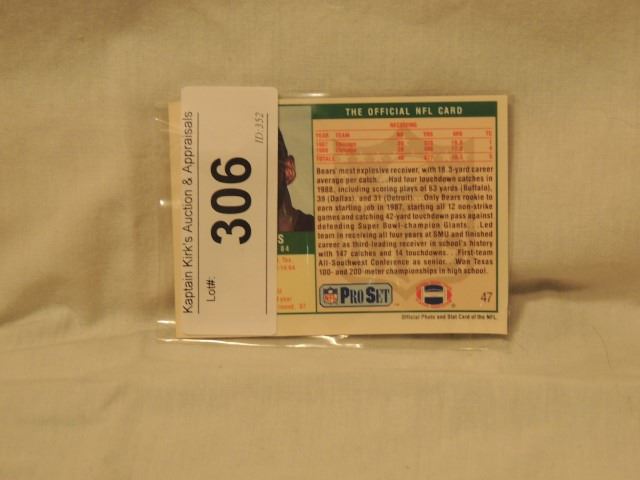 Kaptain Kirk's Auction & Appraisals
Lot#:
306
ID:352
THE OFFICIAL NFL CARD
RECEIVING
YEAR TEAM
1987 Chicago
1988 Chicago
TOTALS
Bears' most explosive receiver, with 18.3-yard career
average per catch...Had four touchdown catches in
1988, including scoring plays of 63 yards (Buffalo),
38 (Dallas), and 31 (Detroit)...Only Bears rookie to
earn starting job in 1987, starting all 12 non-strike
games and catching 42-yard touchdown pass against
defending Super Bowl-champion Giants...Led
team in receiving all four years at SMU and finished
career as third-leading receiver in school's history
with 147 catches and 14 touchdowns...First-team
All-Southwest Conference as senior...Won Texas
100- and 200-meter championships in high school.
S
84
NFL PRO SET
47
Official Photo and Stat Card of the NFL